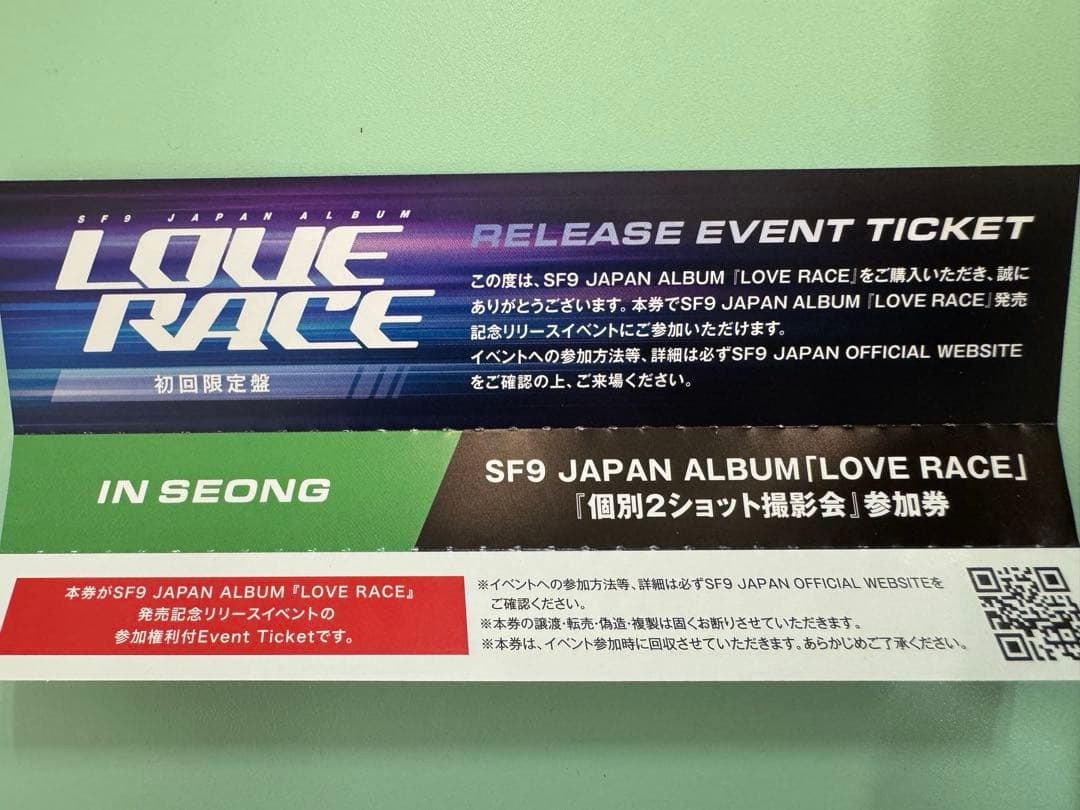 SF9 JAPAN ALBUM
LOVE
RACE
初回限定盤
RELEASE EVENT TICKET
この度は、SF9 JAPAN ALBUM『LOVE RACE』をご購入いただき、誠に
ありがとうございます。本券でSF9 JAPAN ALBUM『LOVE RACE』発売
記念リリースイベントにご参加いただけます。
イベントへの参加方法等、詳細は必ずSF9 JAPAN OFFICIAL WEBSITE
をご確認の上、ご来場ください。
IN SEONG
SF9 JAPAN ALBUM「LOVE RACE」
『個別2ショット撮影会』参加券
本券がSF9 JAPAN ALBUM『LOVE RACE』
発売記念リリースイベントの
参加権利付Event Ticketです。
※イベントへの参加方法等、詳細は必ずSF9 JAPAN OFFICIAL WEBSITEを
ご確認ください。
※本券の譲渡・転売・偽造・複製は固くお断りさせていただきます。
※本券は、イベント参加時に回収させていただきます。あらかじめご了承ください。